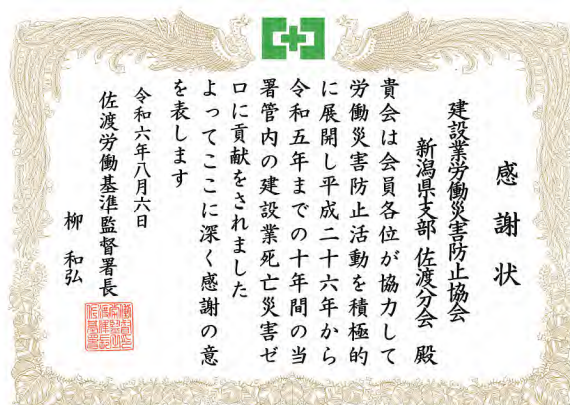 感謝状
建設業労働災害防止協会
新潟県支部 佐渡分会 殿
貴会は会員各位が協力して
労働災害防止活動を積極的
に展開し平成二十六年から
令和五年までの十年間の当
署管内の建設業死亡災害ゼ
ロに貢献をされました
よってここに深く感謝の意
を表します
令和六年八月六日
佐渡労働基準監督署長
柳 和弘